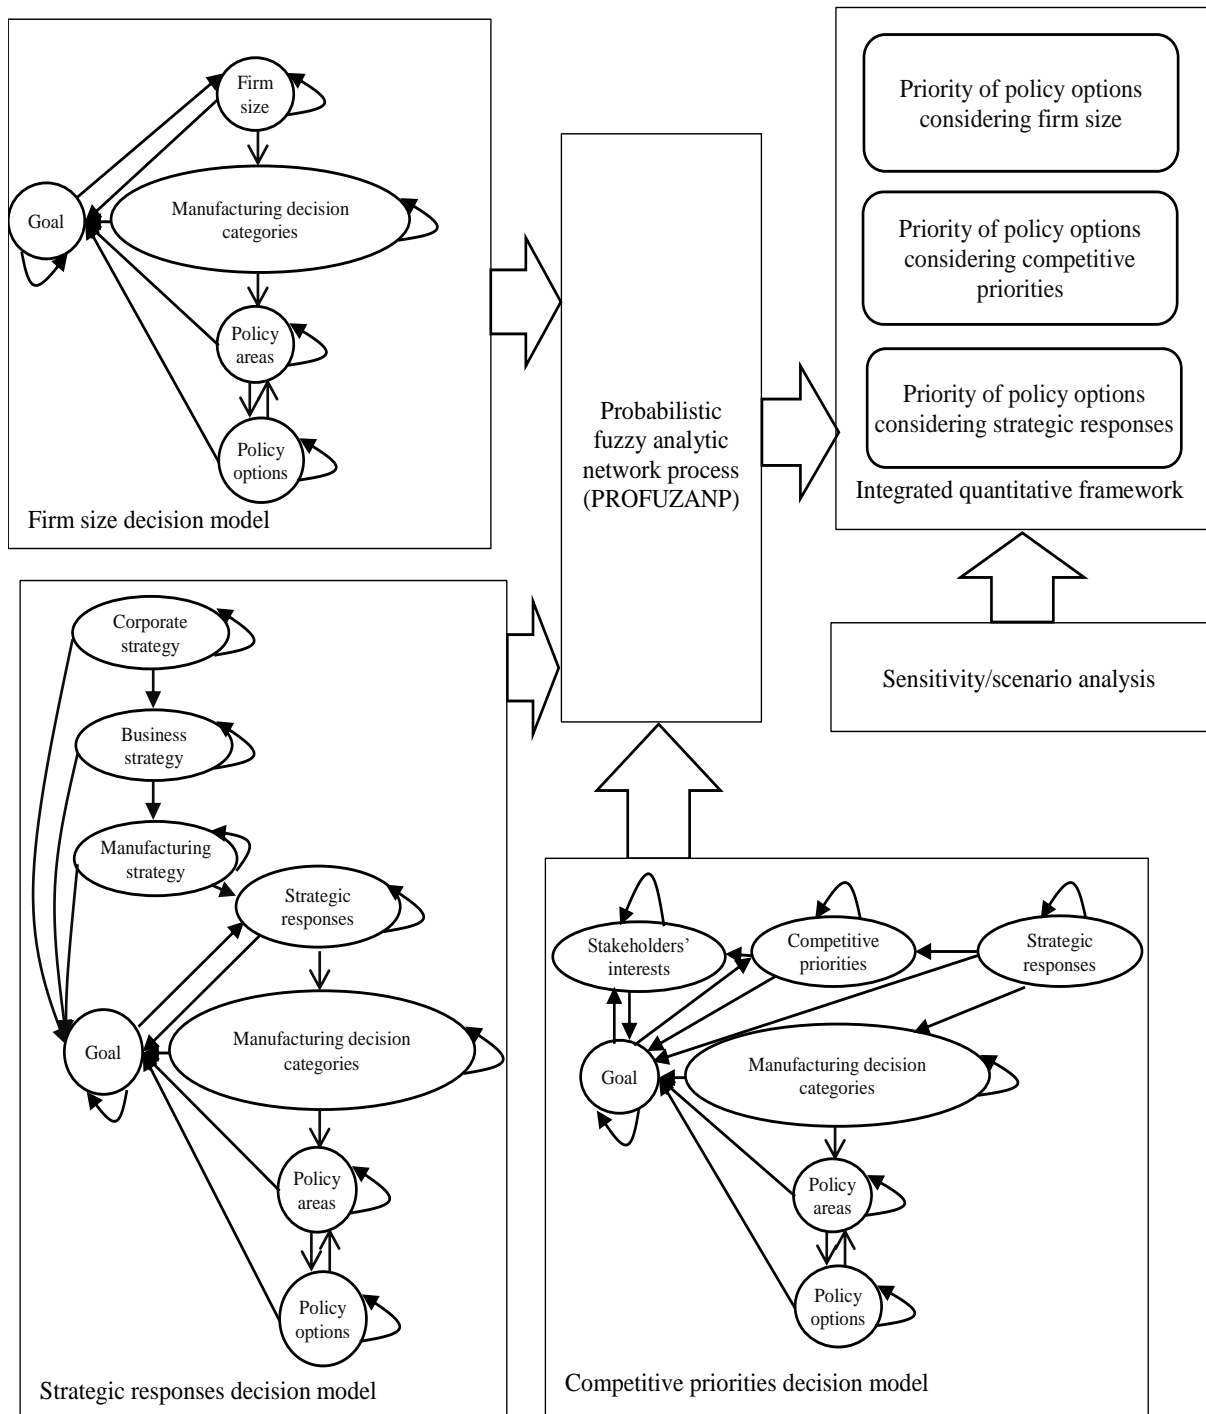 Firm
size
Goal
Manufacturing decision
categories
Policy
areas
Policy
options
Firm size decision model
Probabilistic
fuzzy analytic
network process
(PROFUZANP)
Priority of policy options
considering firm size
Priority of policy options
considering competitive
priorities
Priority of policy options
considering strategic responses
Integrated quantitative framework
Sensitivity/scenario analysis
Corporate
strategy
Business
strategy
Manufacturing
strategy
Strategic
responses
Goal
Manufacturing decision
categories
Policy
areas
Policy
options
Strategic responses decision model
Stakeholders’
interests
Competitive
priorities
Strategic
responses
Goal
Manufacturing decision
categories
Policy
areas
Policy
options
Competitive priorities decision model